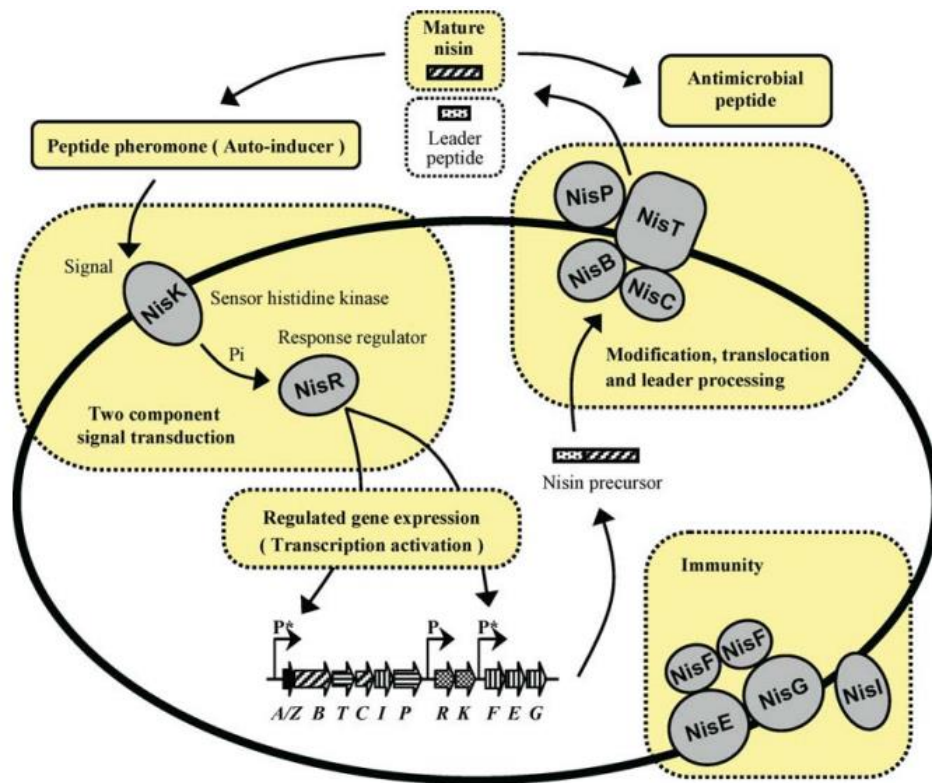 Mature
nisin
Antimicrobial
peptide
Leader
peptide
Peptide pheromone ( Auto-inducer )
NisP
NisT
NisB
NisC
Signal
NisK
Sensor histidine kinase
Pi
Response regulator
NisR
Modification, translocation
and leader processing
Two component
signal transduction
Nisin precursor
Regulated gene expression
( Transcription activation )
Immunity
P* P P*
A/Z B T C I P R K F E G
NisF NisF
NisE
NisG
NisI